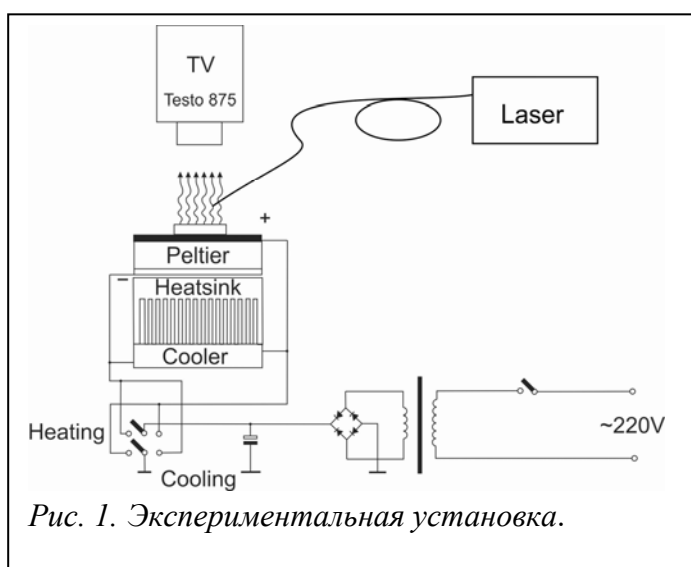 TV
Testo 875
Laser
+
Peltier
−
Heatsink
Cooler
Heating
~220V
Cooling
Рис. 1. Экспериментальная установка.